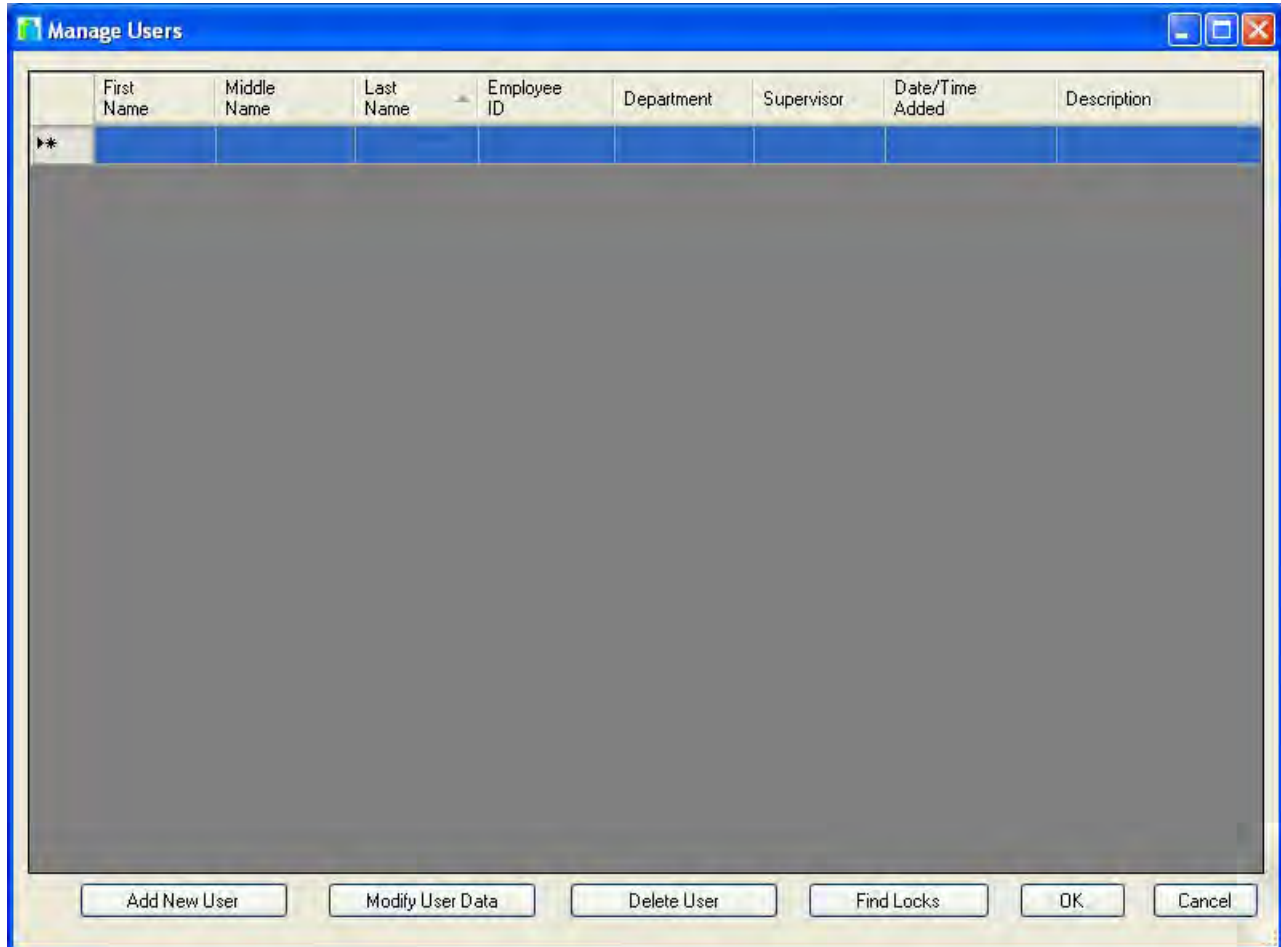 Manage Users
First Name
Middle Name
Last Name
Employee ID
Department
Supervisor
Date/Time Added
Description
Add New User
Modify User Data
Delete User
Find Locks
OK
Cancel